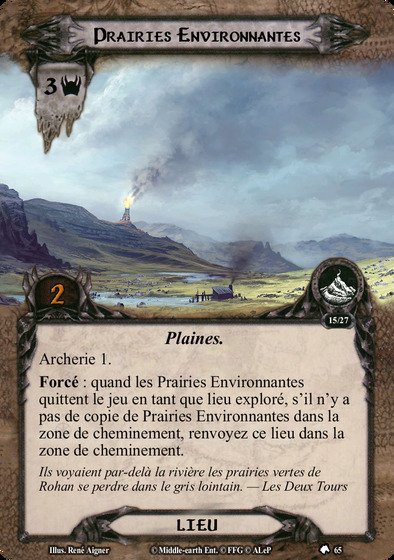 Prairies Environnantes
3
2
15/27
Plaines.
Archerie 1.
Forcé : quand les Prairies Environnantes
quittent le jeu en tant que lieu exploré, s'il n'y a
pas de copie de Prairies Environnantes dans la
zone de cheminement, renvoyez ce lieu dans la
zone de cheminement.
Ils voyaient par-delà la rivière les prairies vertes de
Rohan se perdre dans le gris lointain. — Les Deux Tours
LIEU
Illus. René Aigner ©Middle-earth Ent. ©FFG ©ALeP 65